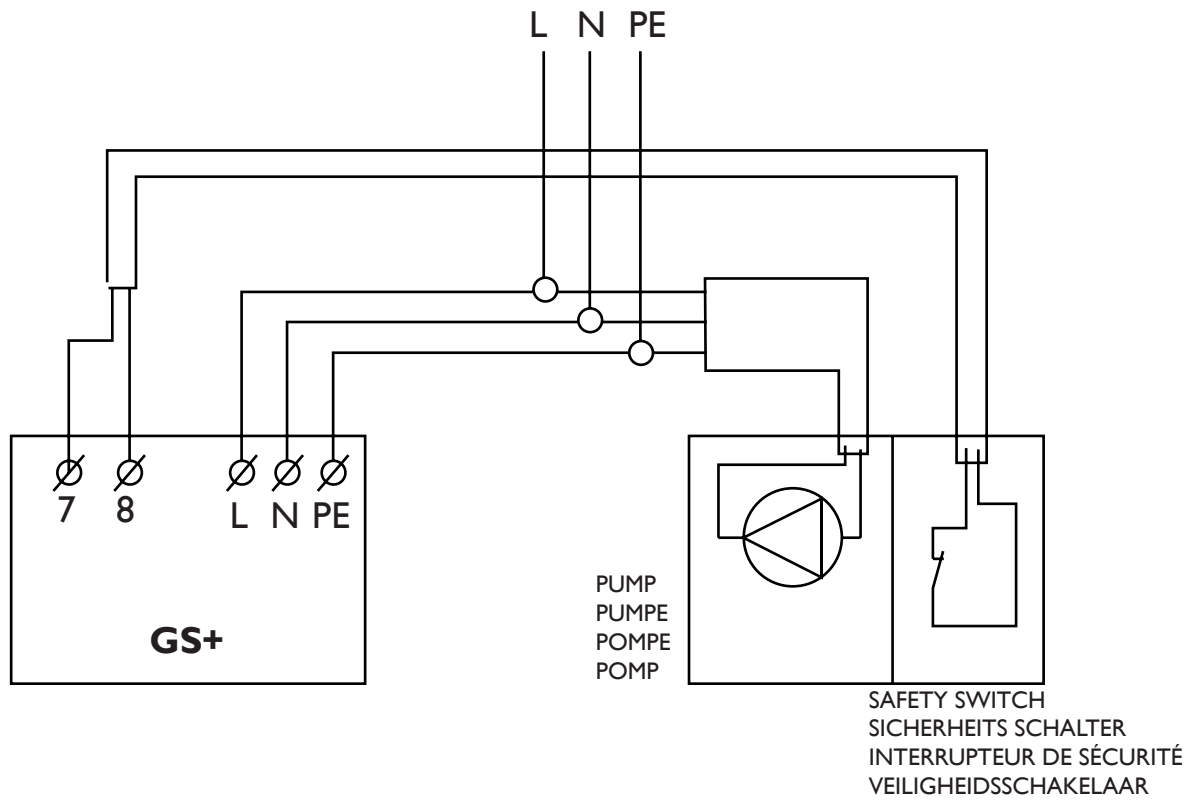 L N PE
7 8 L N PE
GS+
PUMP
PUMPE
POMPE
POMP
SAFETY SWITCH
SICHERHEITS SCHALTER
INTERRUPTEUR DE SÉCURITÉ
VEILIGHEIDSSCHAKELAAR